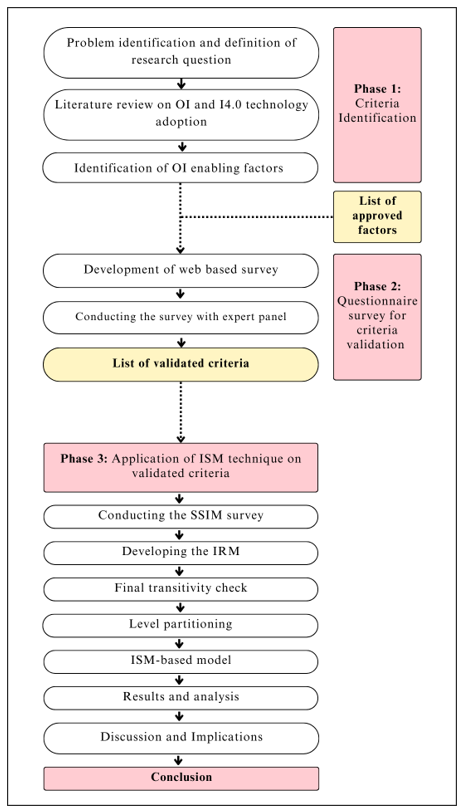 Problem identification and definition of
research question
Phase 1:
Criteria
Identification
Literature review on OI and I4.0 technology
adoption
Identification of OI enabling factors
List of
approved
factors
Development of web based survey
Phase 2:
Questionnaire
survey for
criteria
validation
Conducting the survey with expert panel
List of validated criteria
Phase 3: Application of ISM technique on
validated criteria
Conducting the SSIM survey
Developing the IRM
Final transitivity check
Level partitioning
ISM-based model
Results and analysis
Discussion and Implications
Conclusion